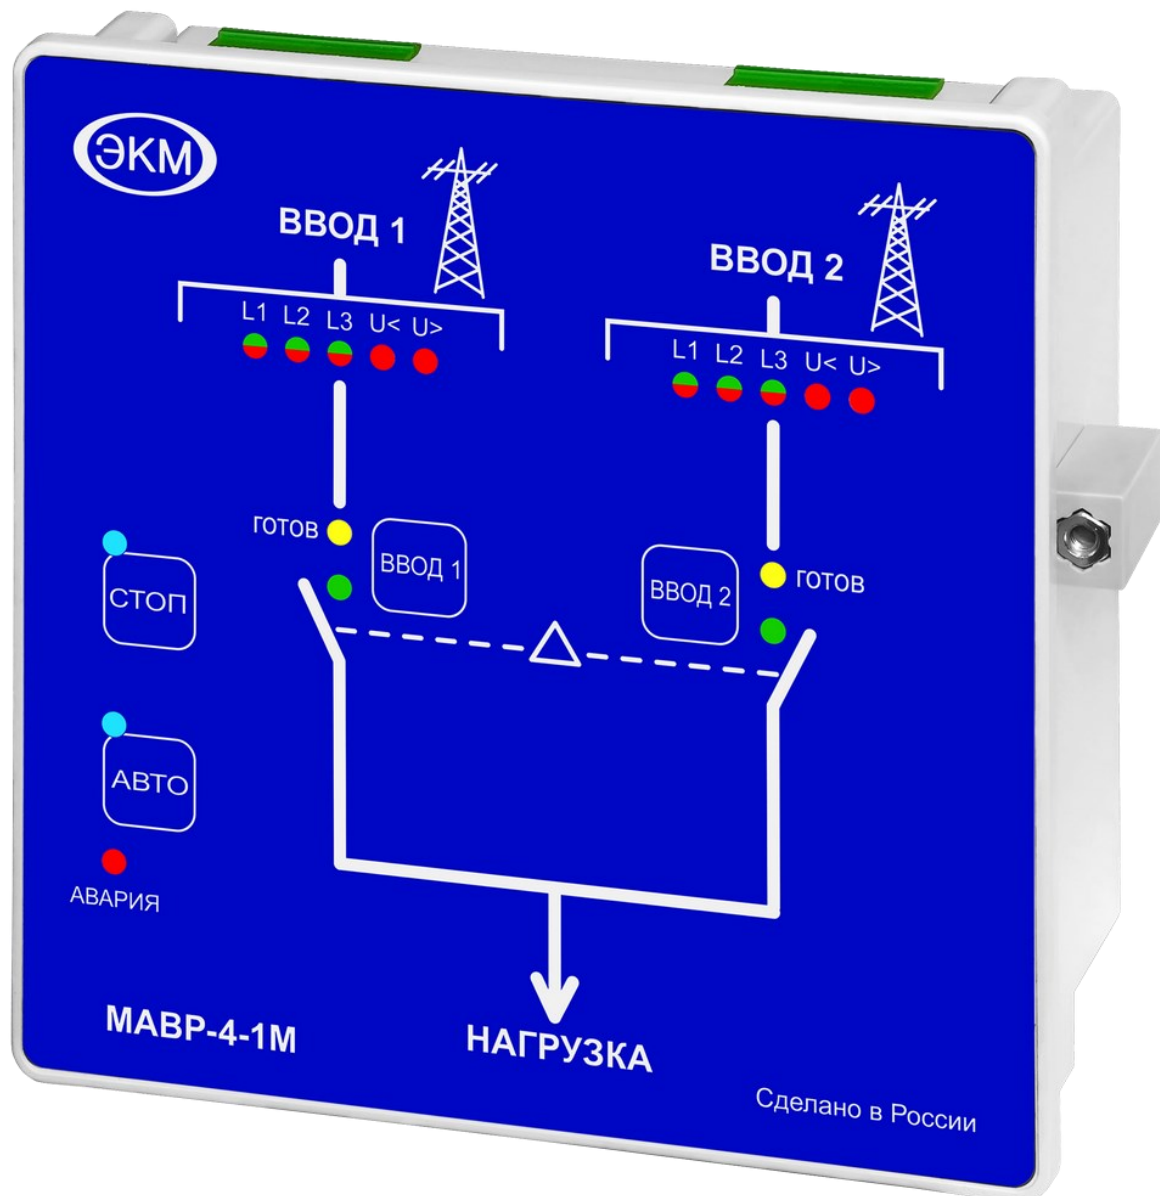 ЭКМ
ВВОД 1
L1 L2 L3 U< U>
ВВОД 2
L1 L2 L3 U< U>
ГОТОВ
ВВОД 1
ВВОД 2
ГОТОВ
СТОП
АВТО
АВАРИЯ
МАВР-4-1М
НАГРУЗКА
Сделано в России